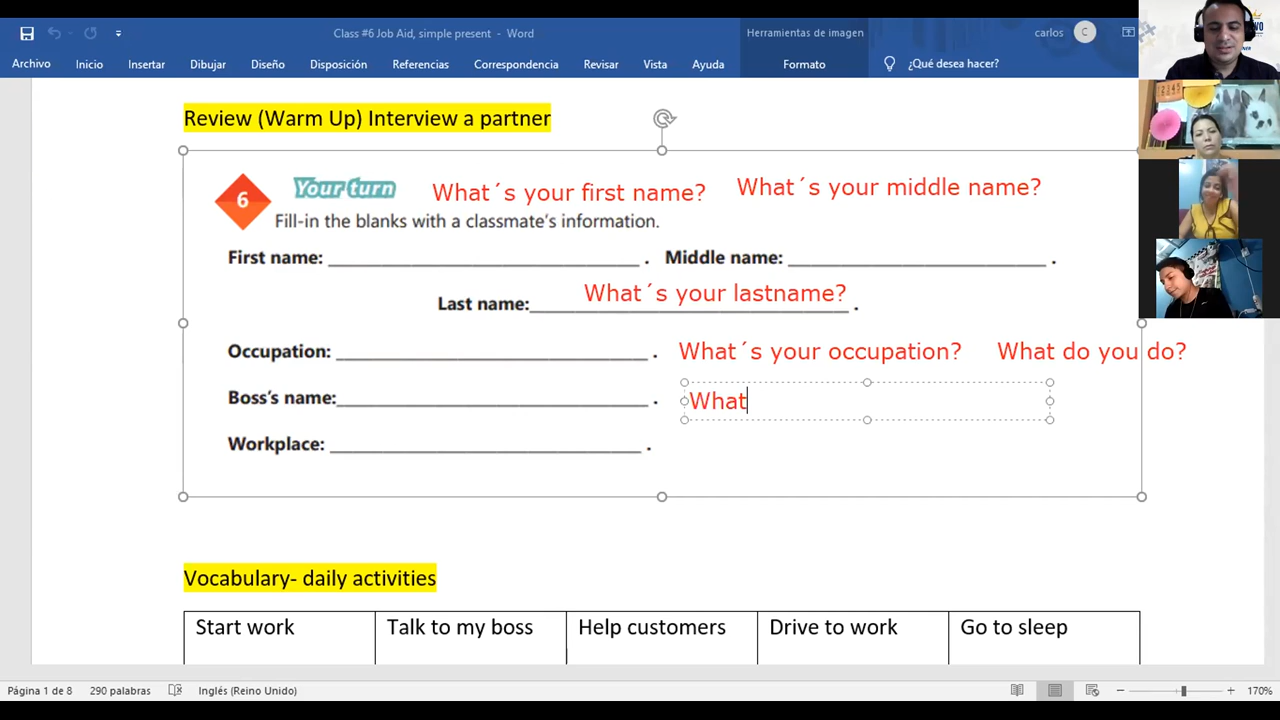 Class #6 Job Aid, simple present - Word
Herramientas de imagen
carlos
C
Archivo
Inicio
Insertar
Dibujar
Diseño
Disposición
Referencias
Correspondencia
Revisar
Vista
Ayuda
Formato
¿Qué desea hacer?
Review (Warm Up) Interview a partner
6
Your turn
What´s your first name?
What´s your middle name?
Fill-in the blanks with a classmate's information.
First name: ______________________________ .
Middle name: _________________________ .
What´s your lastname?
Last name:______________________________ .
Occupation: ______________________________ .
What´s your occupation?
What do you do?
Boss's name:______________________________ .
What
Workplace: ______________________________ .
Vocabulary- daily activities
Start work
Talk to my boss
Help customers
Drive to work
Go to sleep
Página 1 de 8
290 palabras
Inglés (Reino Unido)
170%